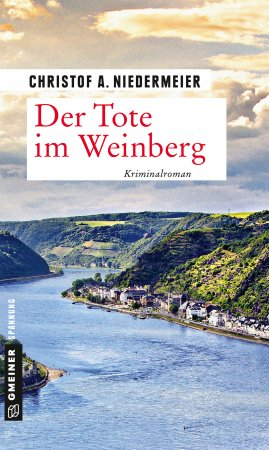 CHRISTOF A. NIEDERMEIER
Der Tote
im Weinberg
Kriminalroman
GMEINER
SPANNUNG